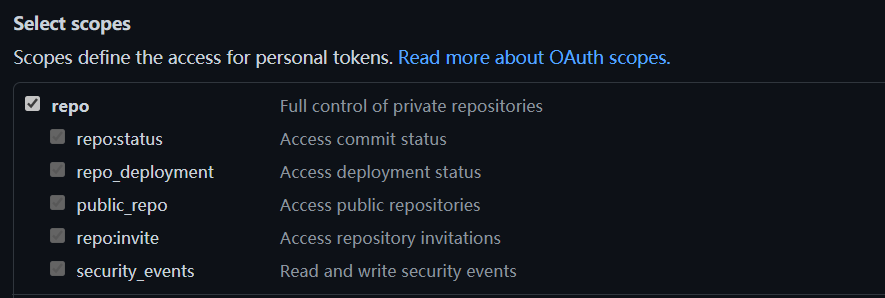 Select scopes
Scopes define the access for personal tokens. Read more about OAuth scopes.
repo Full control of private repositories
repo:status Access commit status
repo_deployment Access deployment status
public_repo Access public repositories
repo:invite Access repository invitations
security_events Read and write security events